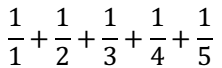 1/1 + 1/2 + 1/3 + 1/4 + 1/5